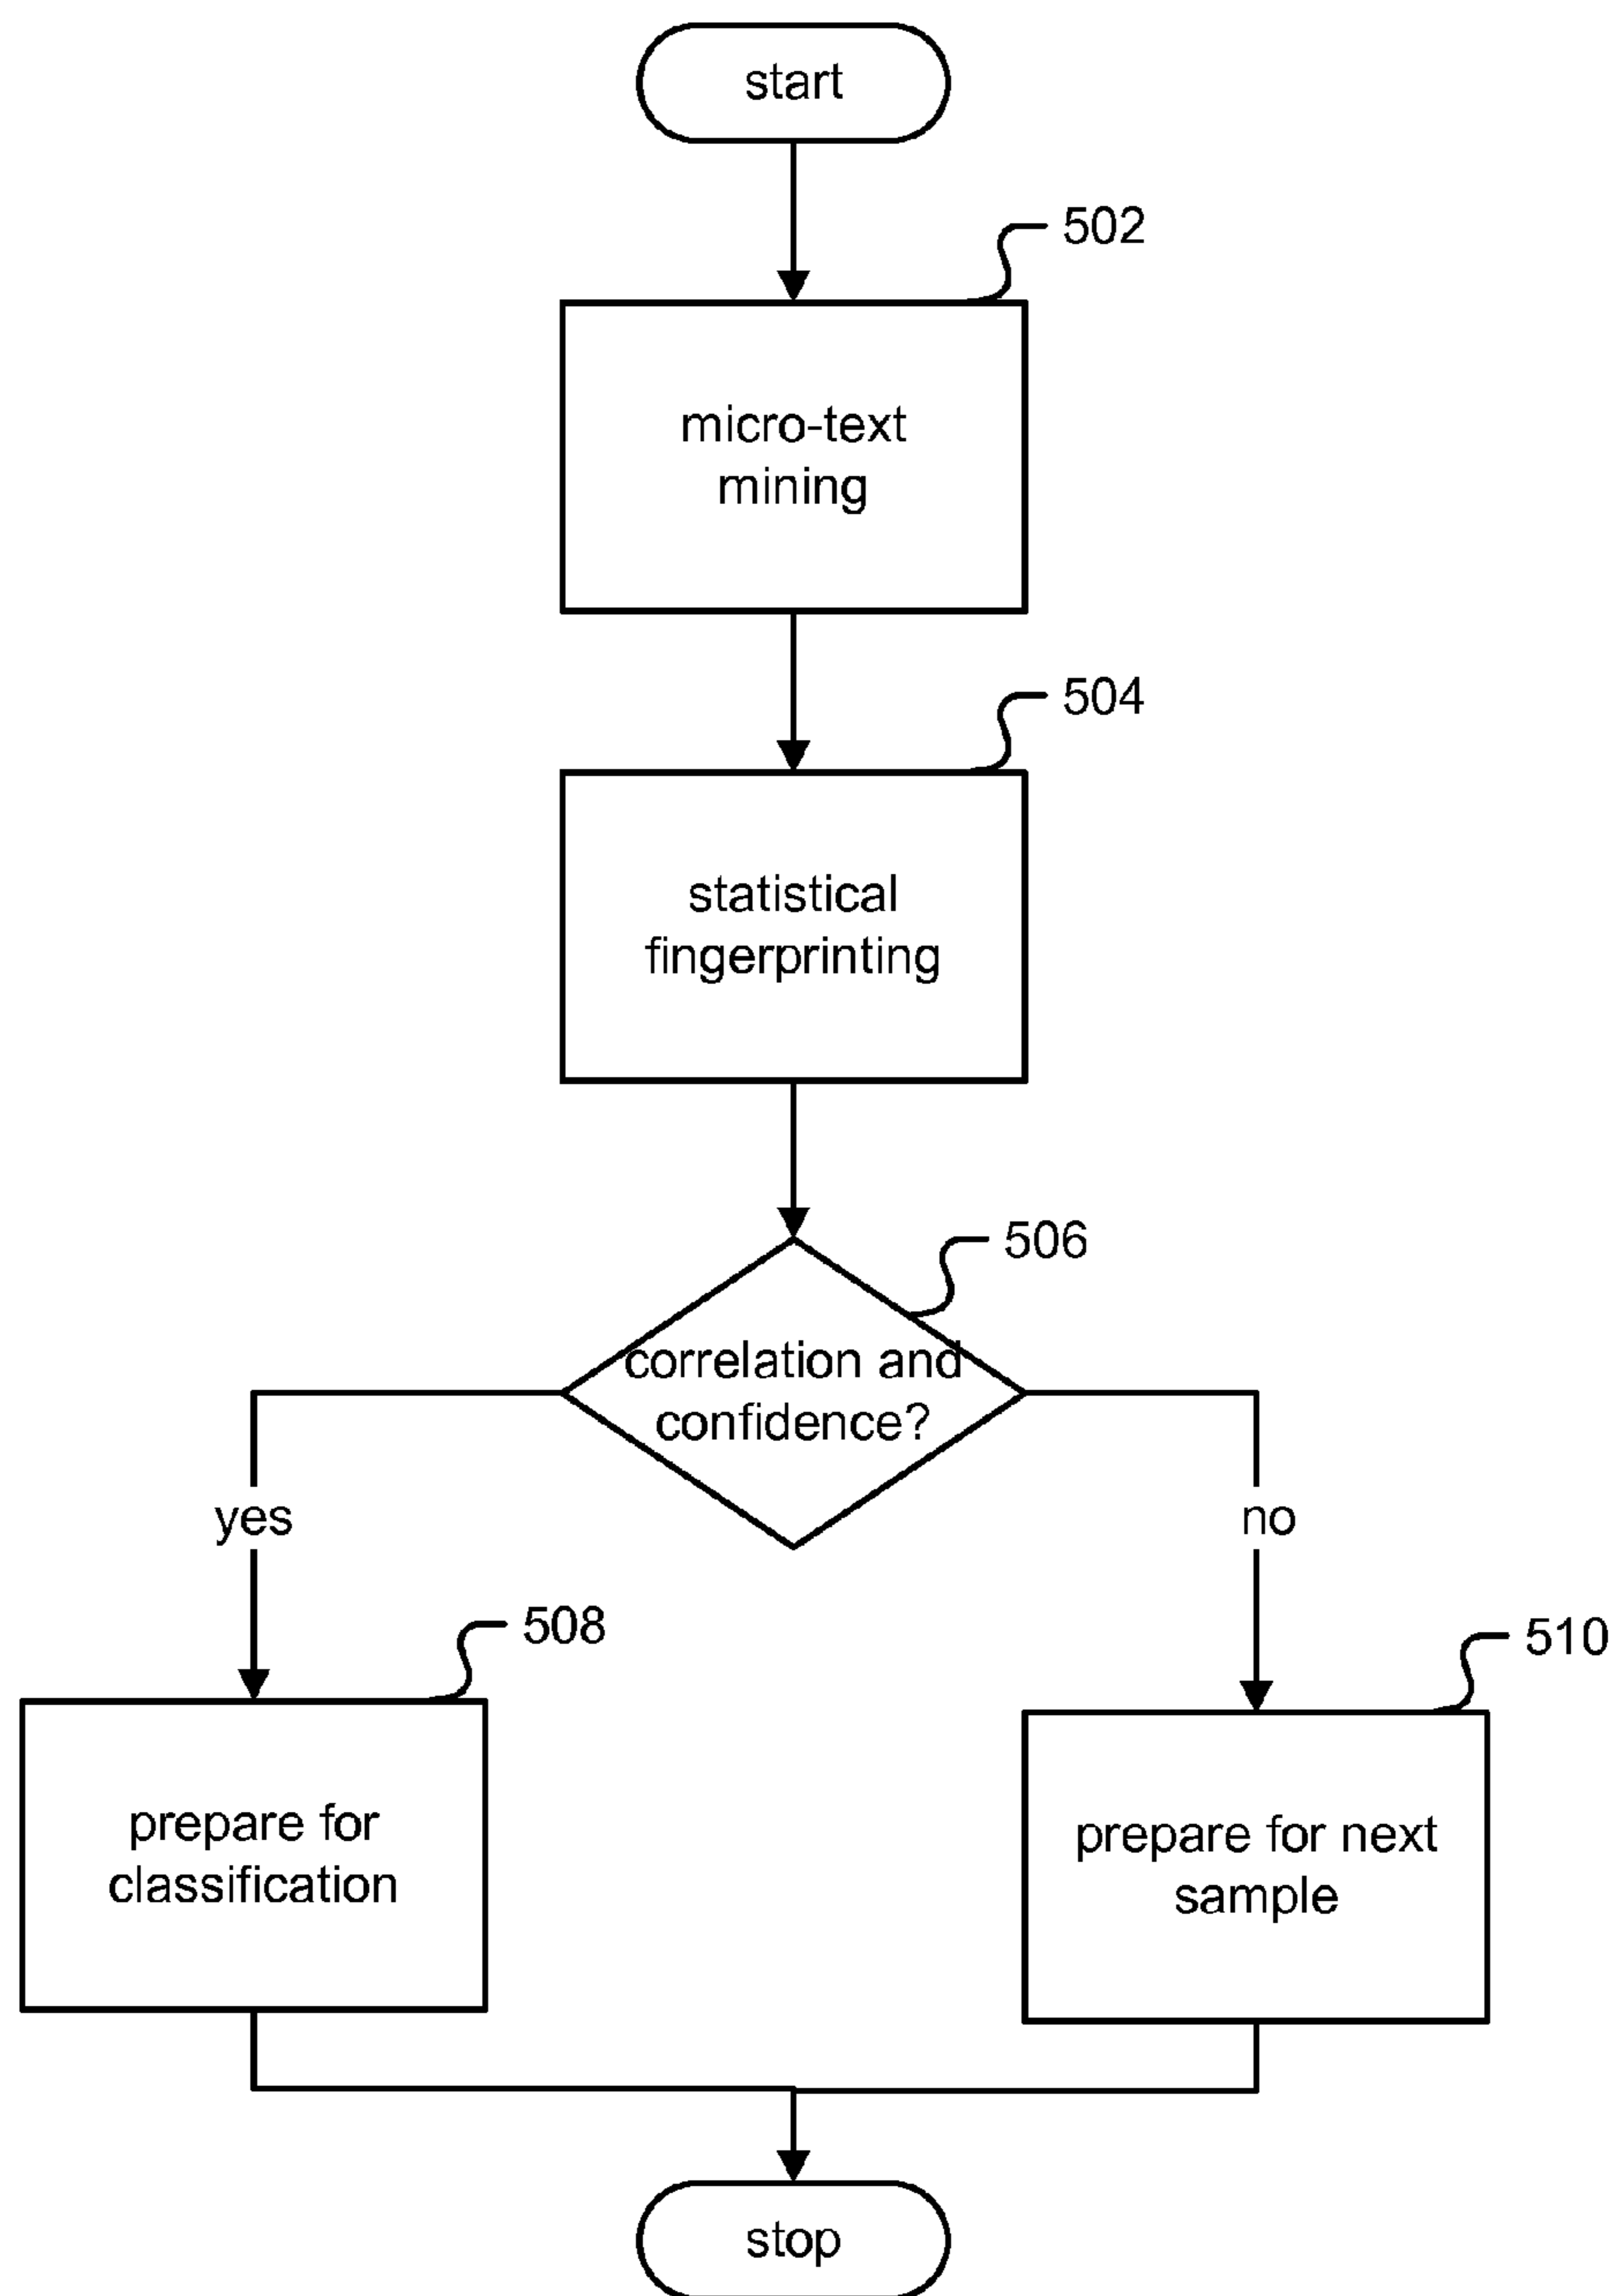 start
502
micro-text
mining
504
statistical
fingerprinting
506
correlation and
confidence?
yes
no
508
510
prepare for
classification
prepare for next
sample
stop